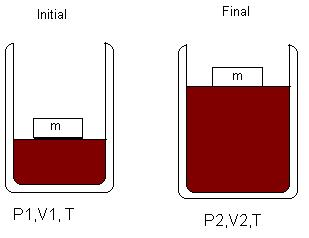 Initial
Final
m
m
P1,V1, T
P2,V2,T